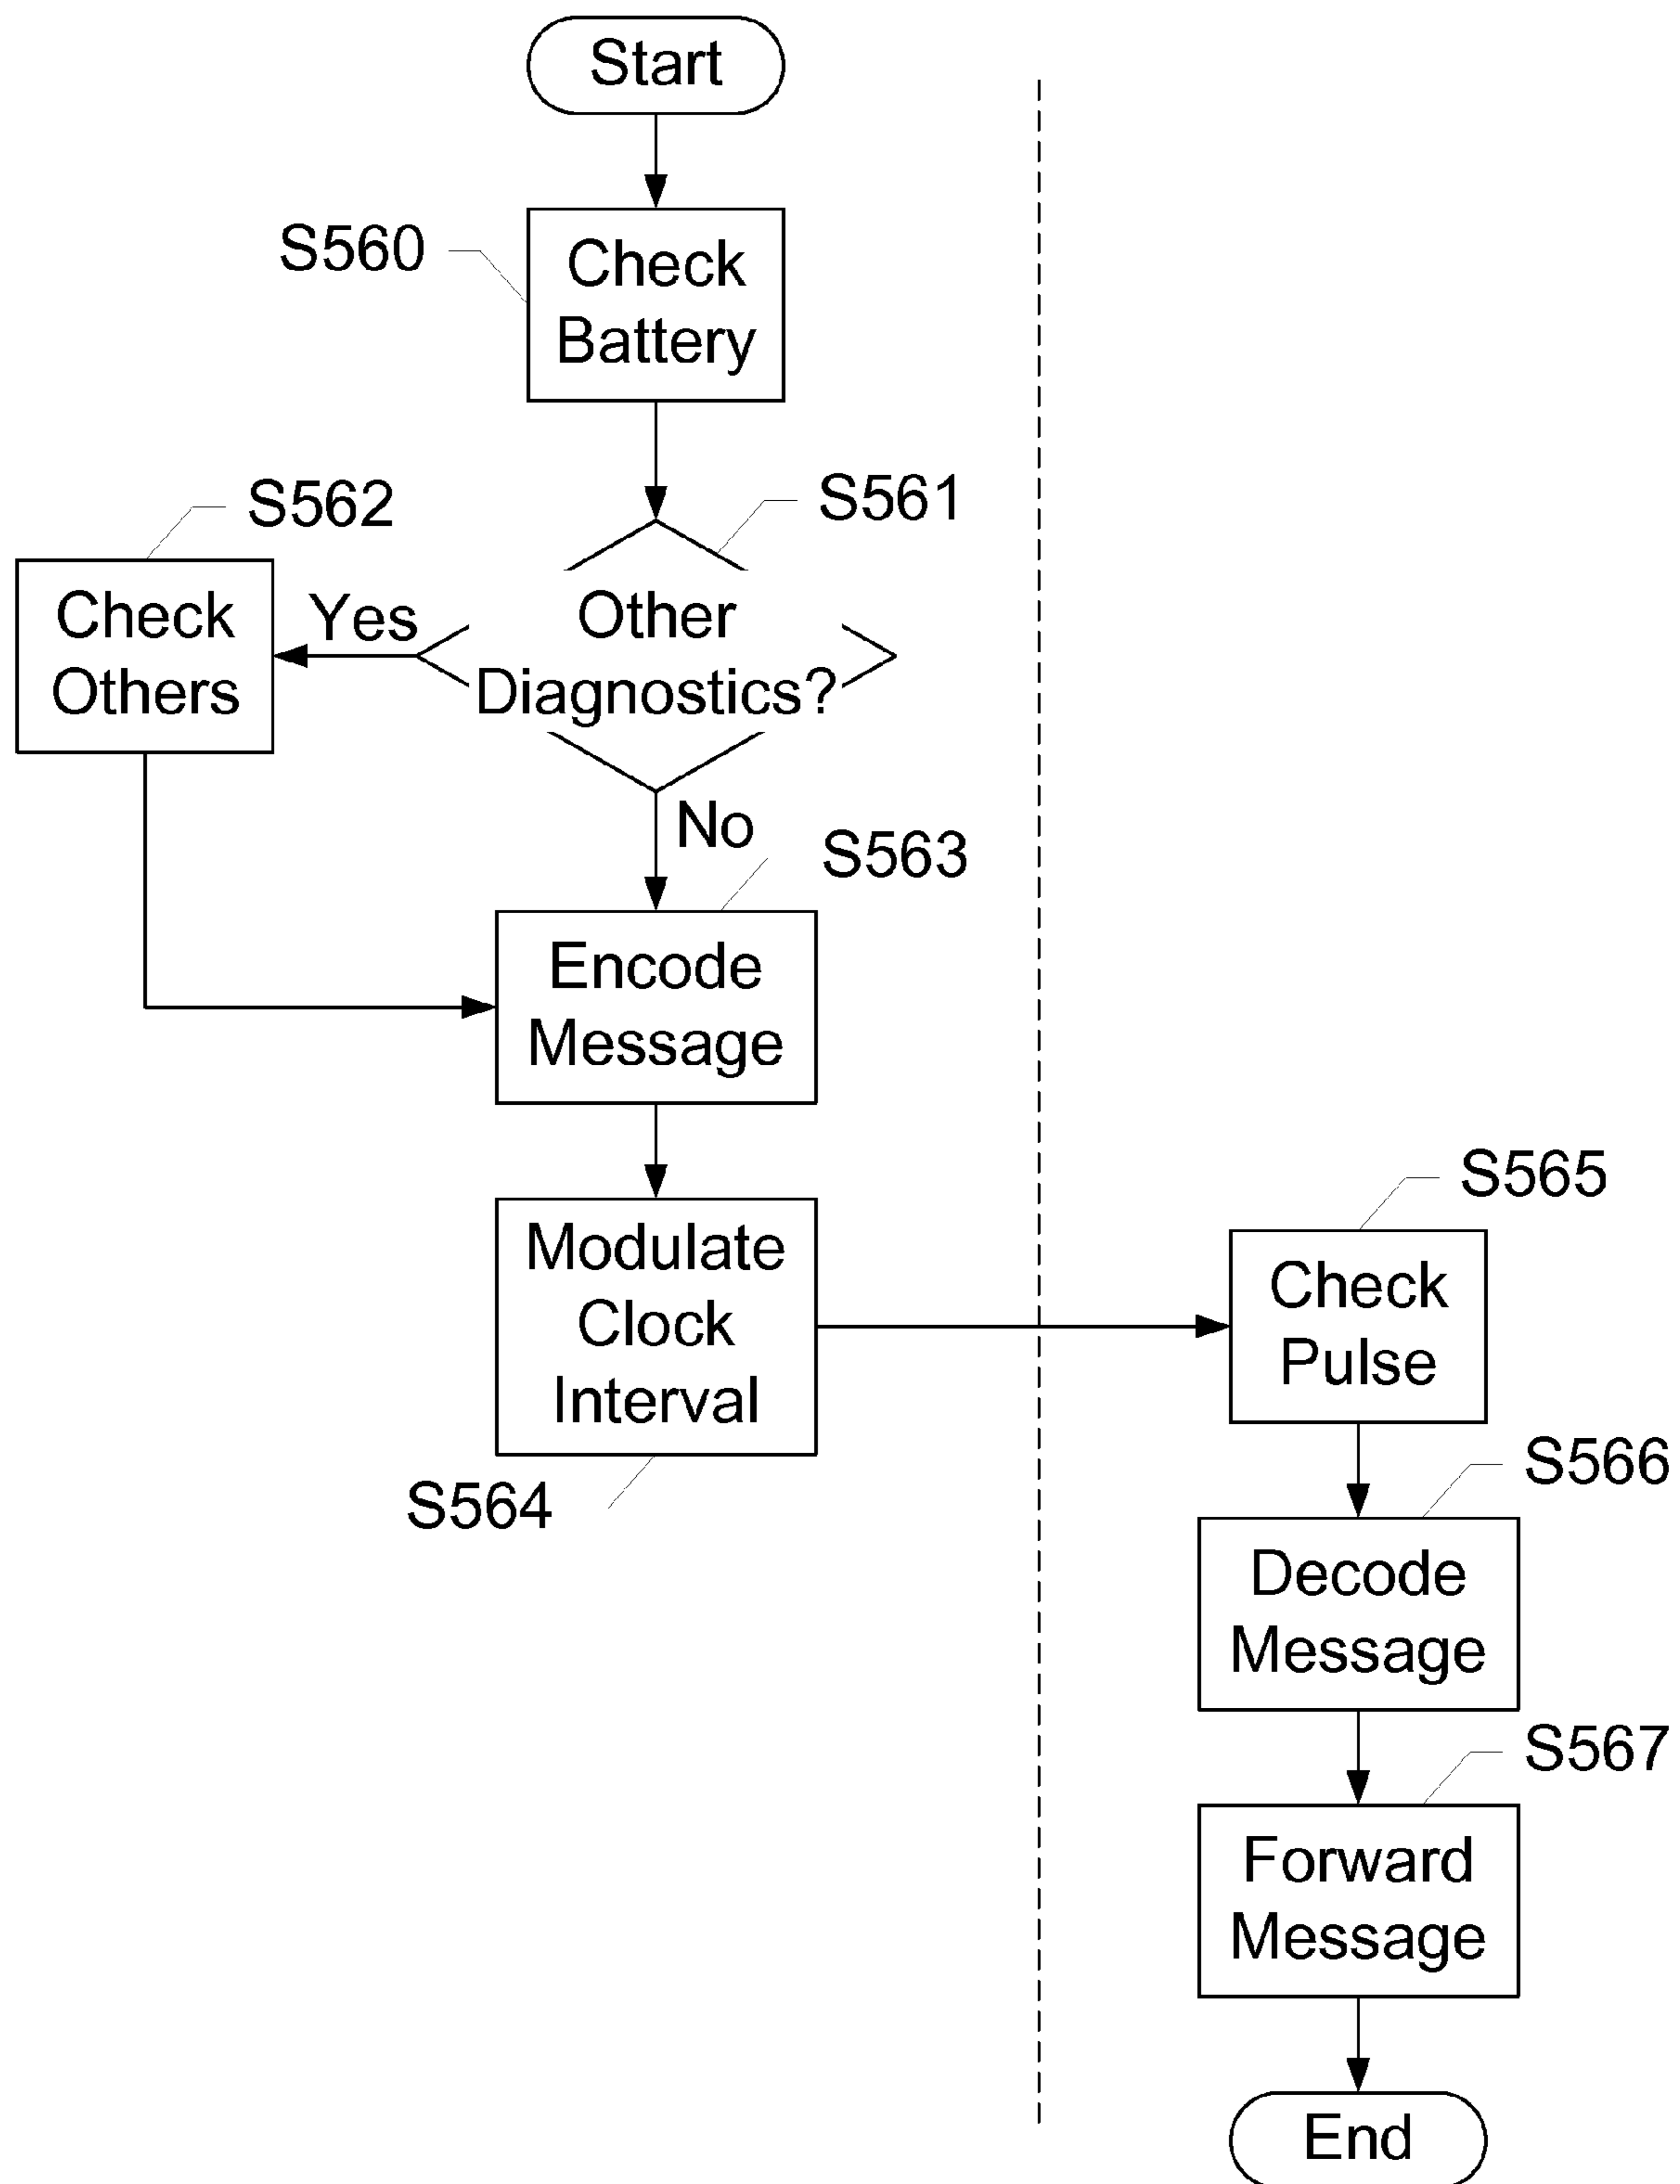 Start
S560
Check
Battery
S561
S562
Check
Others
Yes
Other
Diagnostics?
No
S563
Encode
Message
Modulate
Clock
Interval
S564
S565
Check
Pulse
S566
Decode
Message
S567
Forward
Message
End